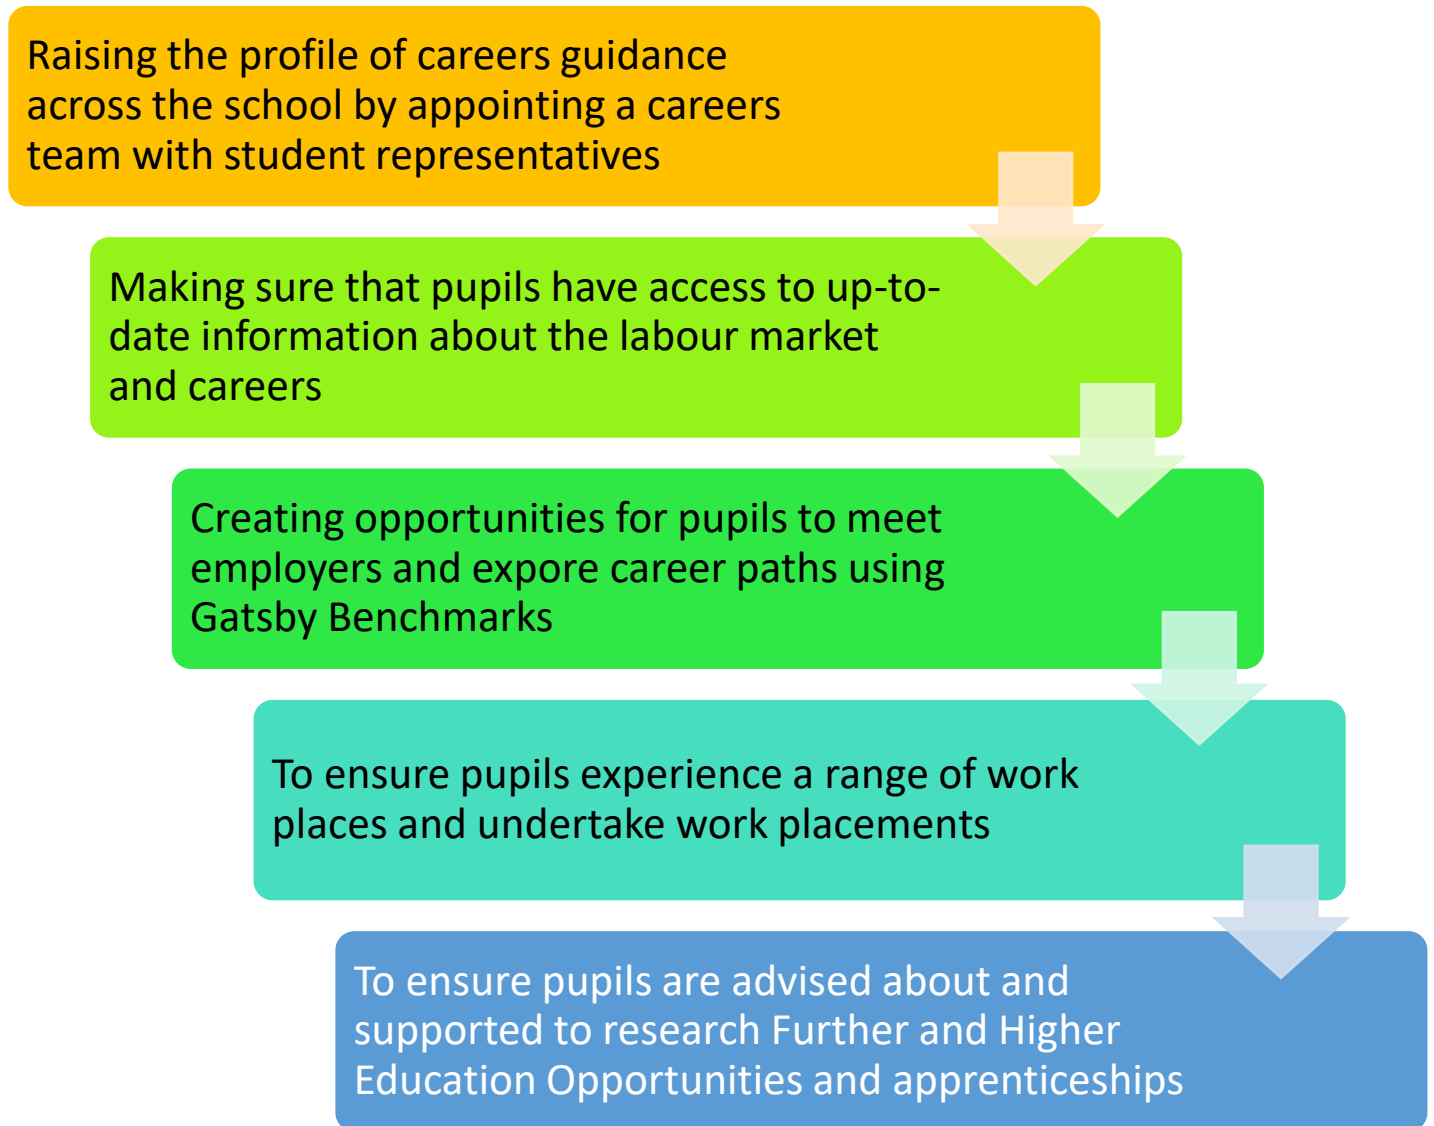 Raising the profile of careers guidance
across the school by appointing a careers
team with student representatives
Making sure that pupils have access to up-to-
date information about the labour market
and careers
Creating opportunities for pupils to meet
employers and expore career paths using
Gatsby Benchmarks
To ensure pupils experience a range of work
places and undertake work placements
To ensure pupils are advised about and
supported to research Further and Higher
Education Opportunities and apprenticeships